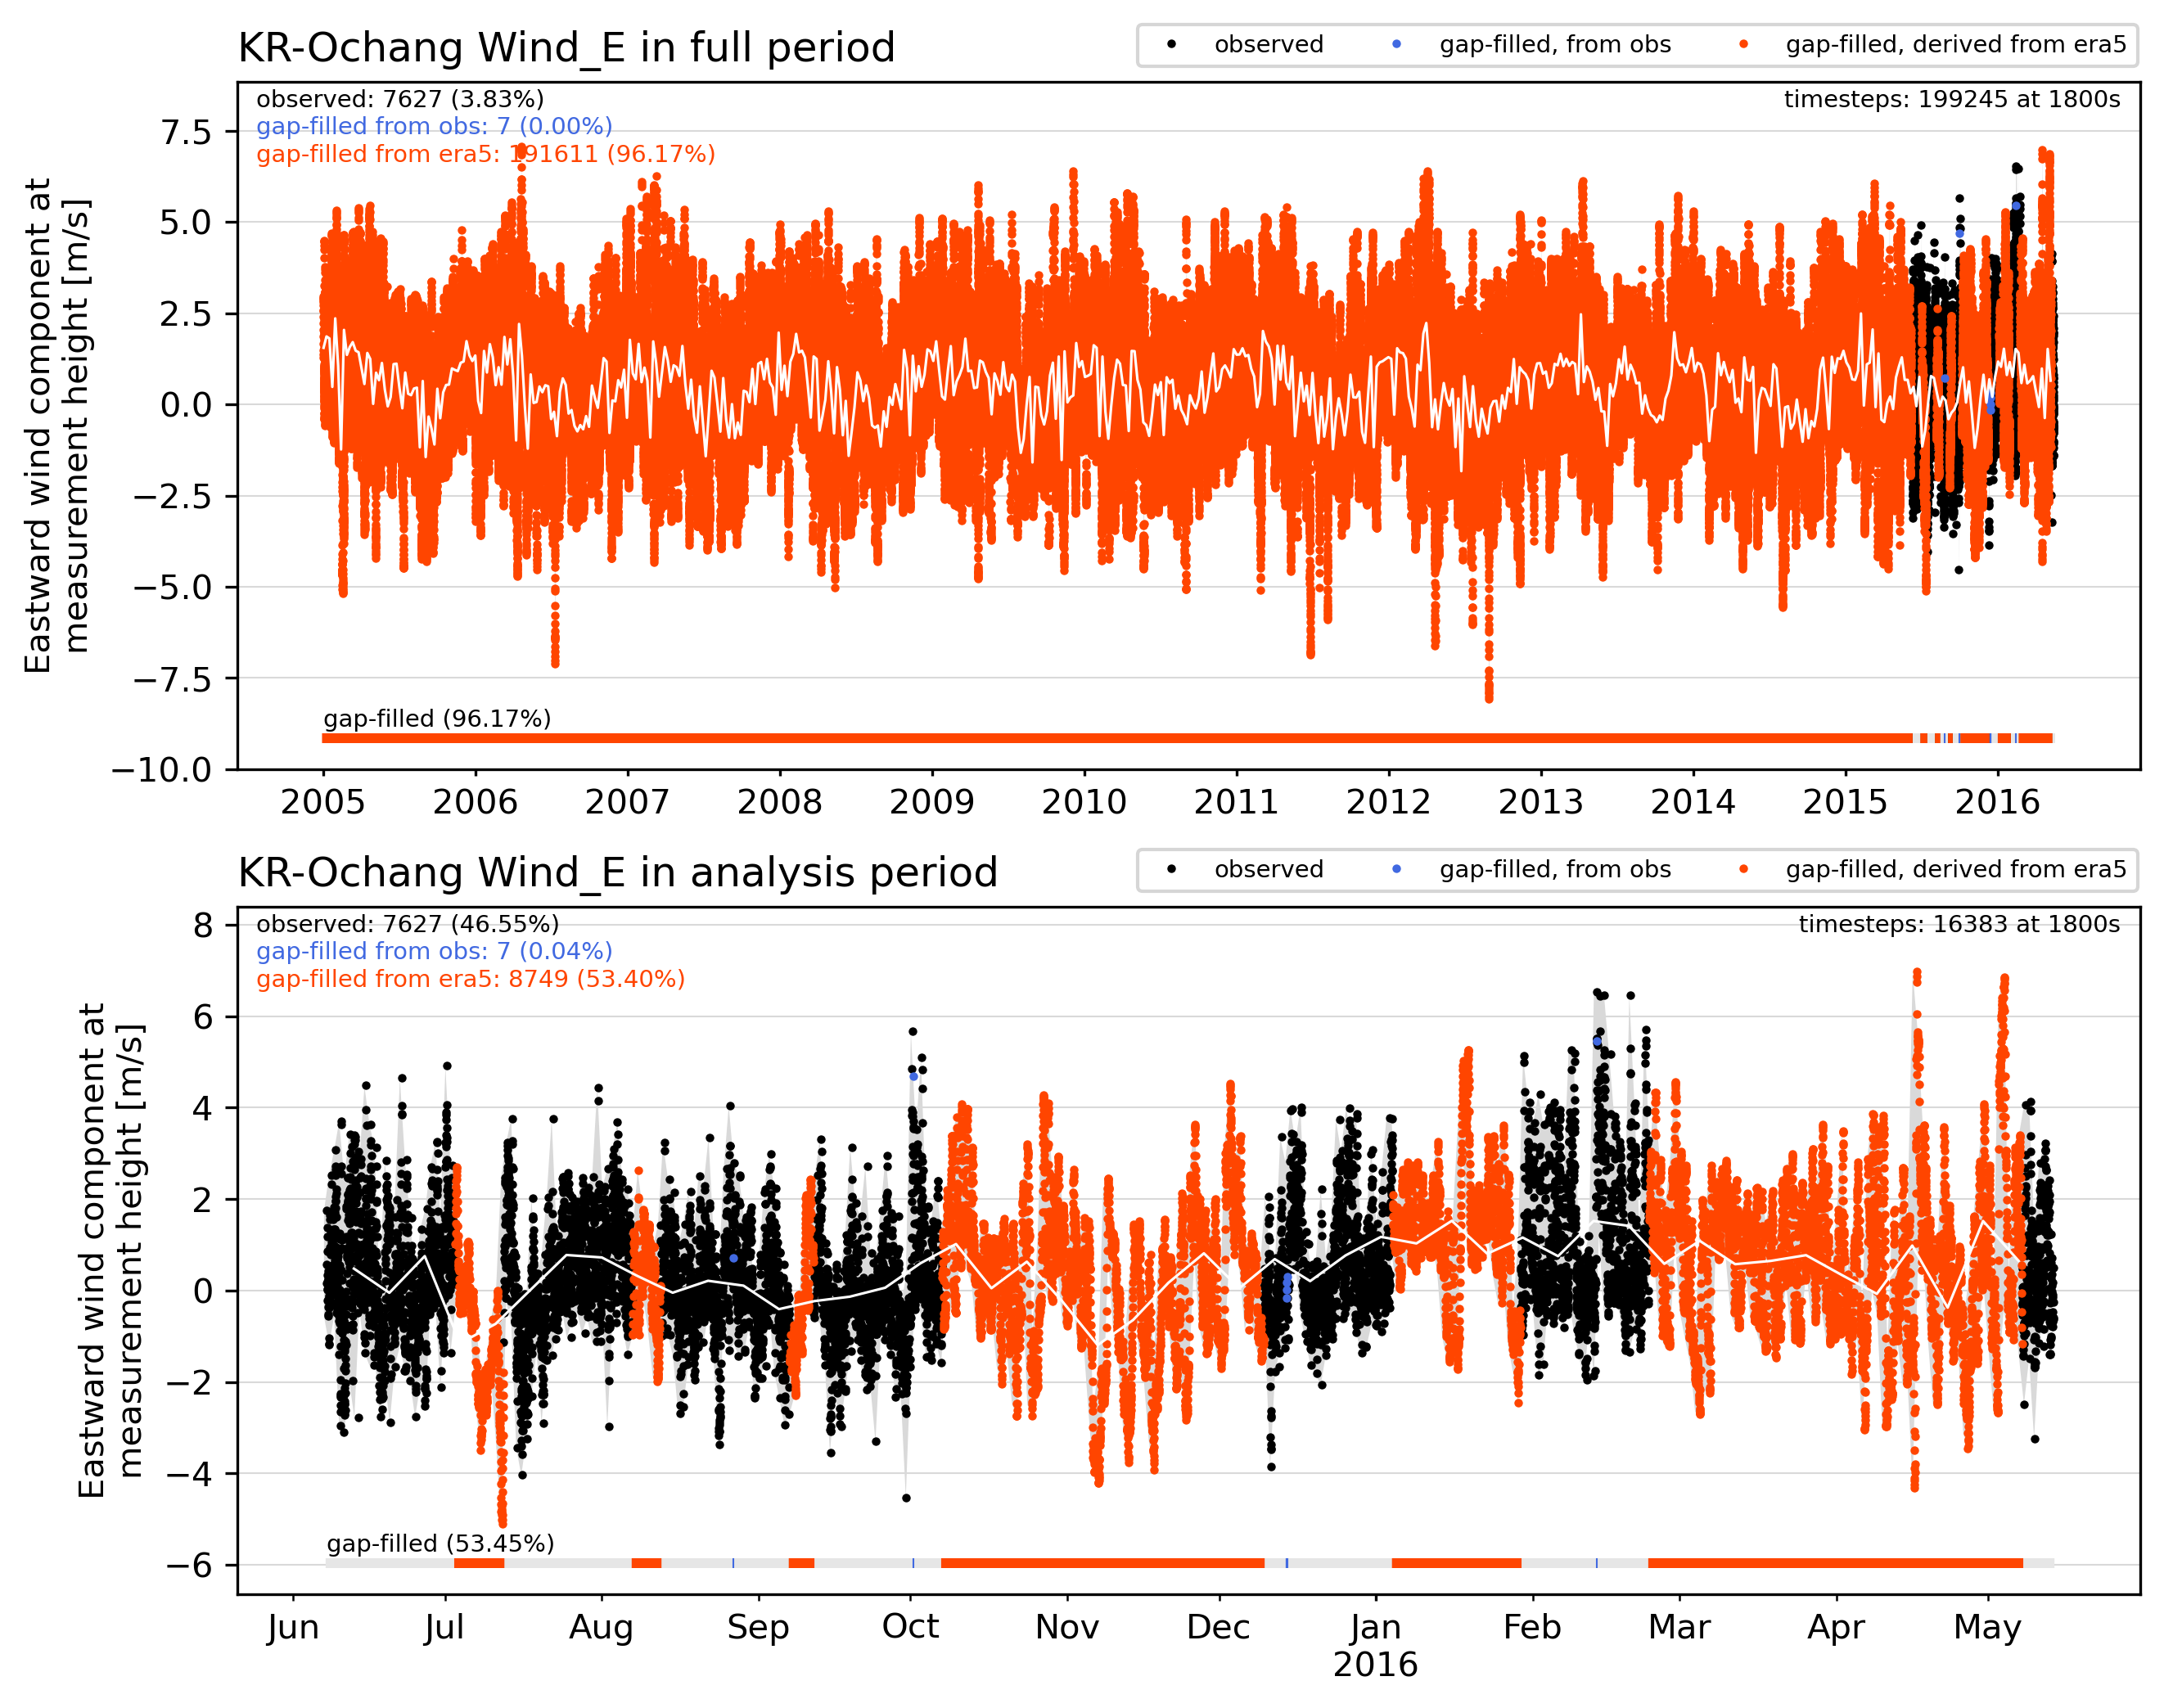 KR-Ochang Wind_E in full period
observed
gap-filled, from obs
gap-filled, derived from era5
observed: 7627 (3.83%)
gap-filled from obs: 7 (0.00%)
gap-filled from era5: 191611 (96.17%)
timesteps: 199245 at 1800s
Eastward wind component at
measurement height [m/s]
7.5
5.0
2.5
0.0
−2.5
−5.0
−7.5
−10.0
gap-filled (96.17%)
2005
2006
2007
2008
2009
2010
2011
2012
2013
2014
2015
2016
KR-Ochang Wind_E in analysis period
observed
gap-filled, from obs
gap-filled, derived from era5
observed: 7627 (46.55%)
gap-filled from obs: 7 (0.04%)
gap-filled from era5: 8749 (53.40%)
timesteps: 16383 at 1800s
Eastward wind component at
measurement height [m/s]
8
6
4
2
0
−2
−4
−6
gap-filled (53.45%)
Jun
Jul
Aug
Sep
Oct
Nov
Dec
Jan
2016
Feb
Mar
Apr
May